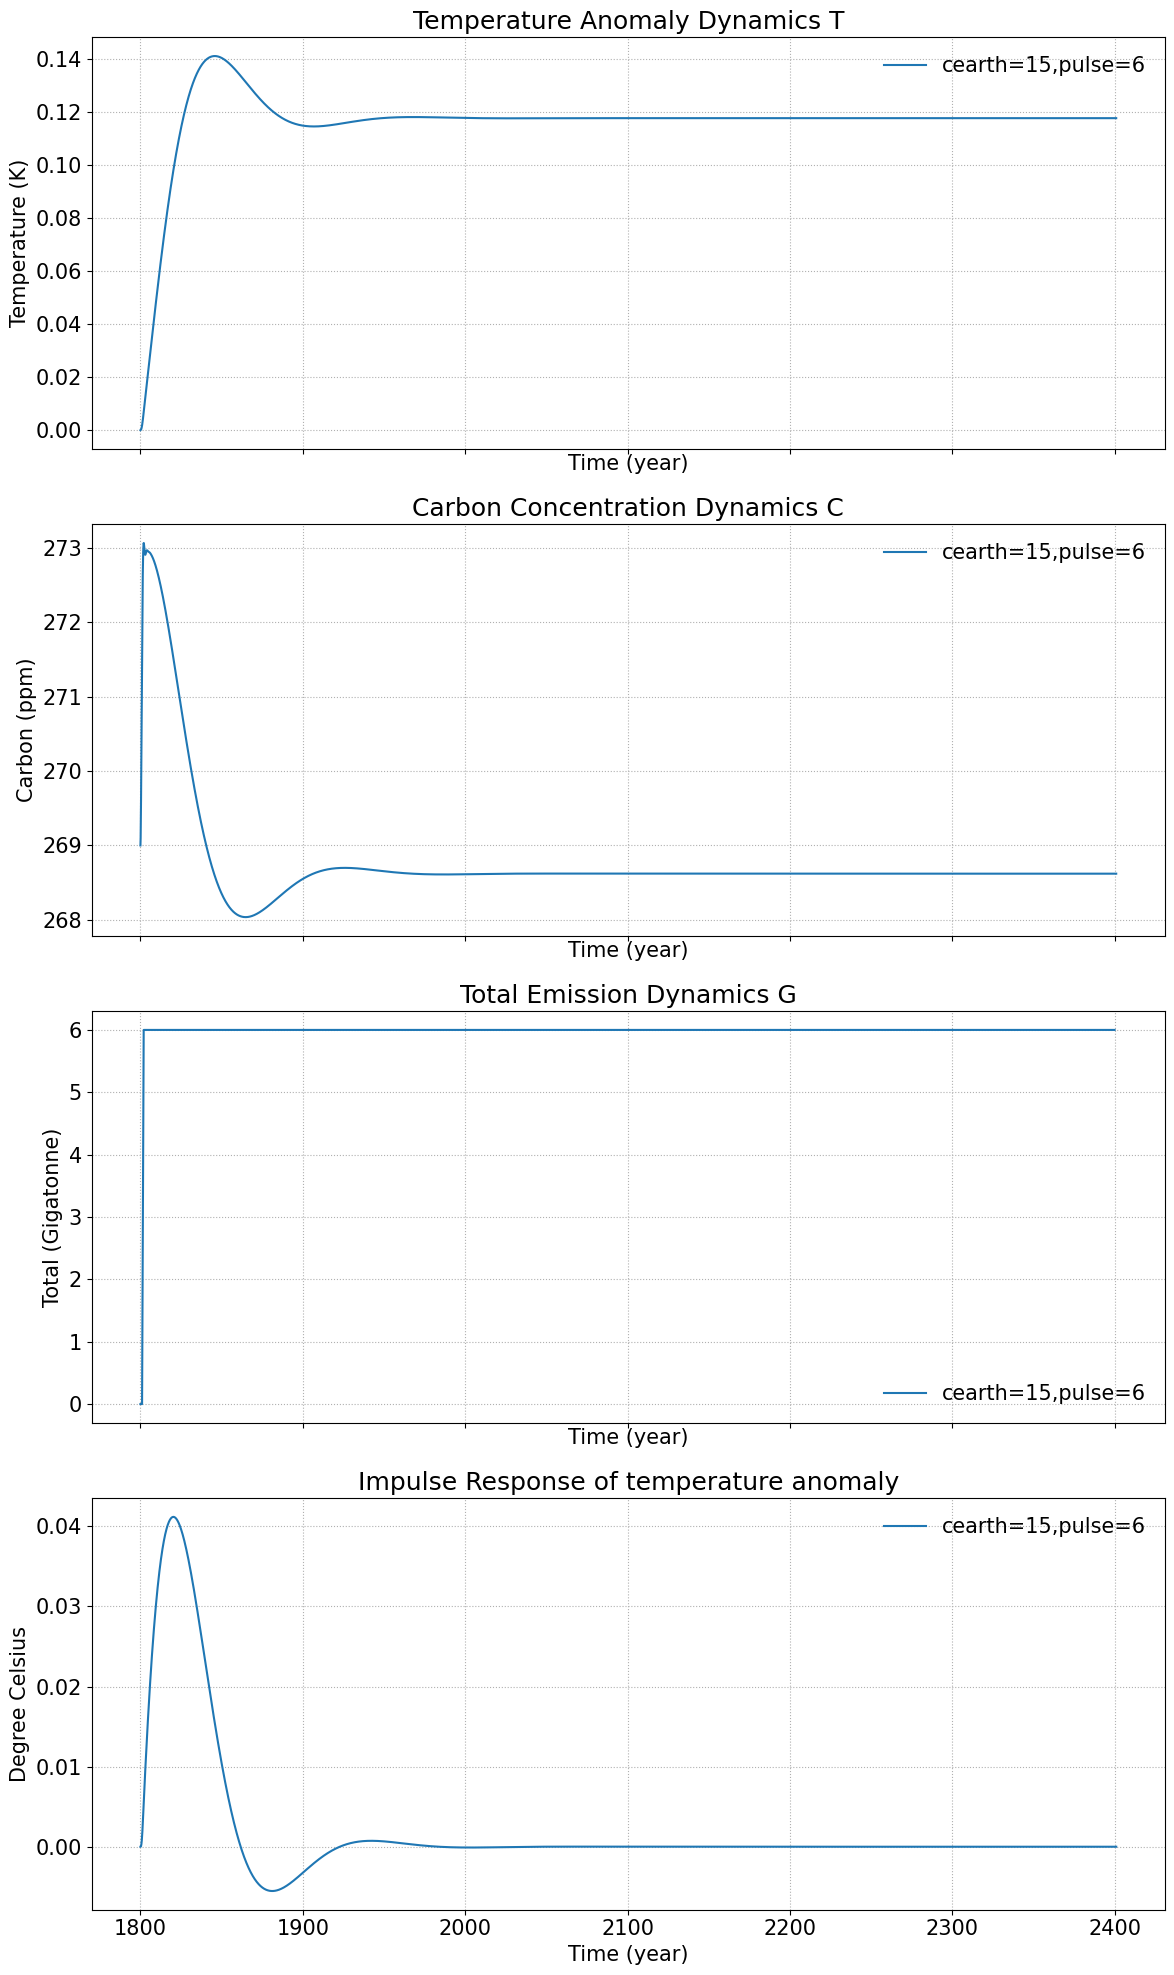 Temperature Anomaly Dynamics T
cearth=15,pulse=6
0.14
0.12
0.10
0.08
0.06
0.04
0.02
0.00
Temperature (K)
Time (year)
Carbon Concentration Dynamics C
cearth=15,pulse=6
273
272
271
270
269
268
Carbon (ppm)
Time (year)
Total Emission Dynamics G
6
5
4
3
2
1
0
Total (Gigatonne)
cearth=15,pulse=6
Time (year)
Impulse Response of temperature anomaly
cearth=15,pulse=6
0.04
0.03
0.02
0.01
0.00
Degree Celsius
1800 1900 2000 2100 2200 2300 2400
Time (year)